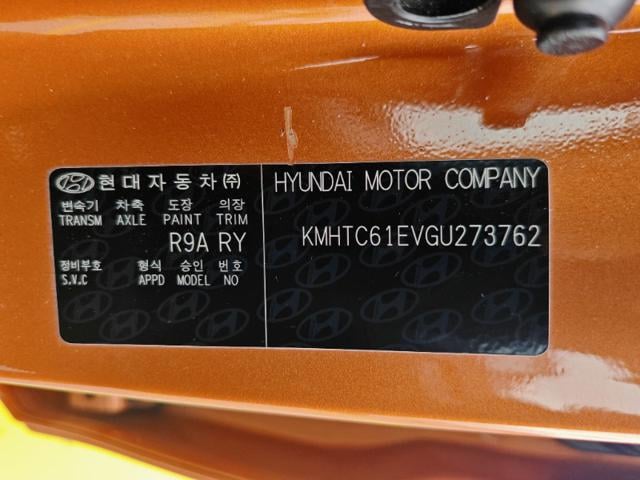 현대자동차㈜
변속기 차축 도장 의장
TRANSM AXLE PAINT TRIM
R9A RY
정비부호 형식 승인 번호
S.V.C APPD MODEL NO
HYUNDAI MOTOR COMPANY
KMHTC61EVGU273762